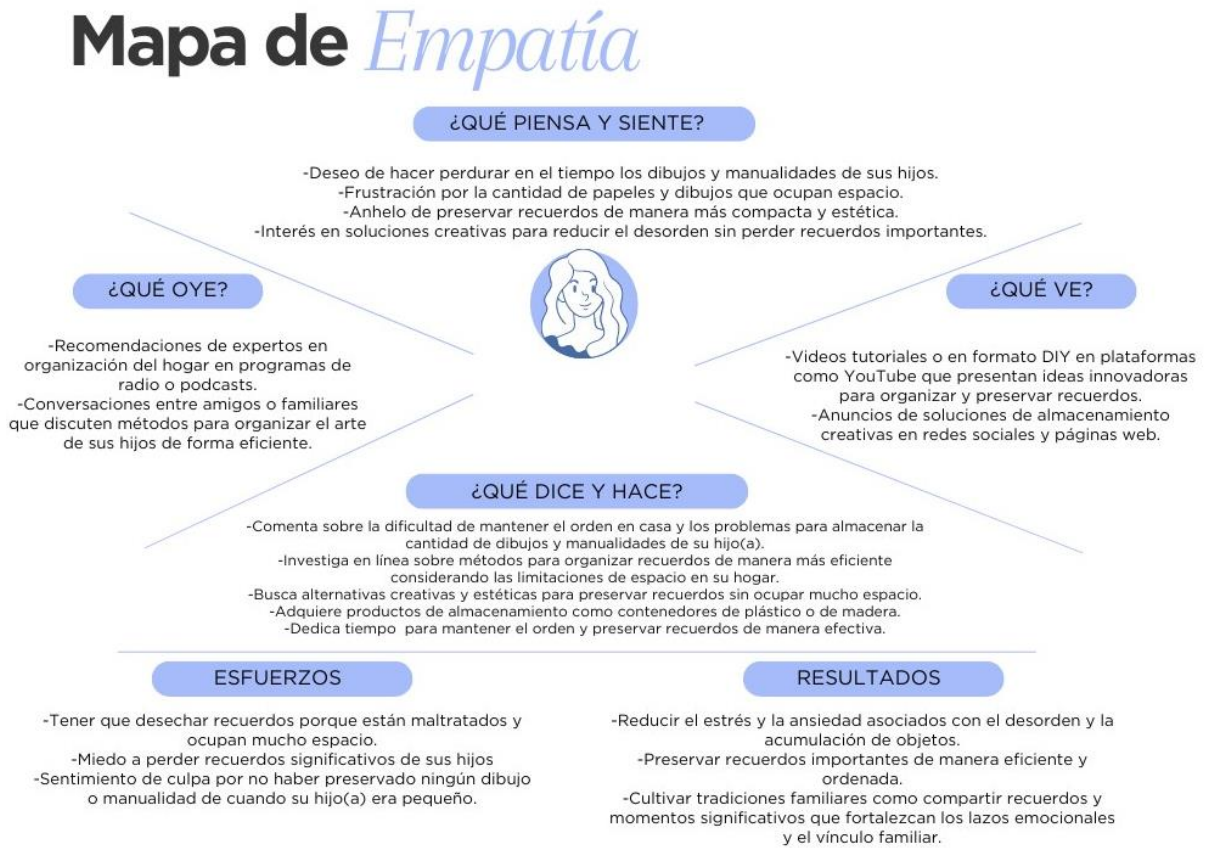 Mapa de Empatía
¿QUÉ PIENSA Y SIENTE?
-Deseo de hacer perdurar en el tiempo los dibujos y manualidades de sus hijos.
-Frustración por la cantidad de papeles y dibujos que ocupan espacio.
-Anhelo de preservar recuerdos de manera más compacta y estética.
-Interés en soluciones creativas para reducir el desorden sin perder recuerdos importantes.
¿QUÉ OYE?
-Recomendaciones de expertos en
organización del hogar en programas de
radio o podcasts.
-Conversaciones entre amigos o familiares
que discuten métodos para organizar el arte
de sus hijos de forma eficiente.
¿QUÉ VE?
-Videos tutoriales o en formato DIY en plataformas
como YouTube que presentan ideas innovadoras
para organizar y preservar recuerdos.
-Anuncios de soluciones de almacenamiento
creativas en redes sociales y páginas web.
¿QUÉ DICE Y HACE?
-Comenta sobre la dificultad de mantener el orden en casa y los problemas para almacenar la
cantidad de dibujos y manualidades de su hijo(a).
-Investiga en línea sobre métodos para organizar recuerdos de manera más eficiente
considerando las limitaciones de espacio en su hogar.
-Busca alternativas creativas y estéticas para preservar recuerdos sin ocupar mucho espacio.
-Adquiere productos de almacenamiento como contenedores de plástico o de madera.
-Dedica tiempo para mantener el orden y preservar recuerdos de manera efectiva.
ESFUERZOS
-Tener que desechar recuerdos porque están maltratados y
ocupan mucho espacio.
-Miedo a perder recuerdos significativos de sus hijos
-Sentimiento de culpa por no haber preservado ningún dibujo
o manualidad de cuando su hijo(a) era pequeño.
RESULTADOS
-Reducir el estrés y la ansiedad asociados con el desorden y la
acumulación de objetos.
-Preservar recuerdos importantes de manera eficiente y
ordenada.
-Cultivar tradiciones familiares como compartir recuerdos y
momentos significativos que fortalezcan los lazos emocionales
y el vínculo familiar.